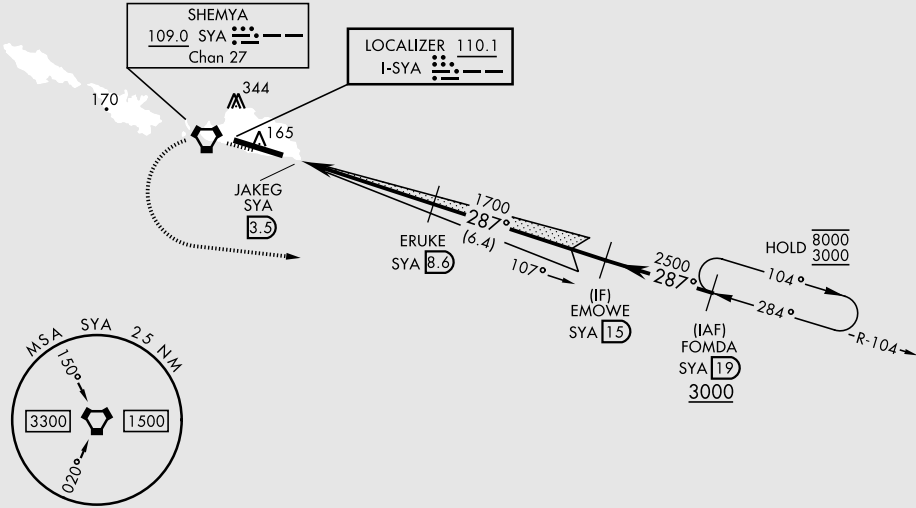 SHEMYA
109.0 SYA
Chan 27
LOCALIZER 110.1
I-SYA
344
170
165
JAKEG
SYA
3.5
1700
287°
(6.4)
ERUKE
SYA 8.6
107°
HOLD 8000
3000
2500
287°
104°
284°
R-104
(IF)
EMOWE
SYA 15
(IAF)
FOMDA
SYA 19
3000
MSA SYA 25 NM
150°
3300
1500
020°